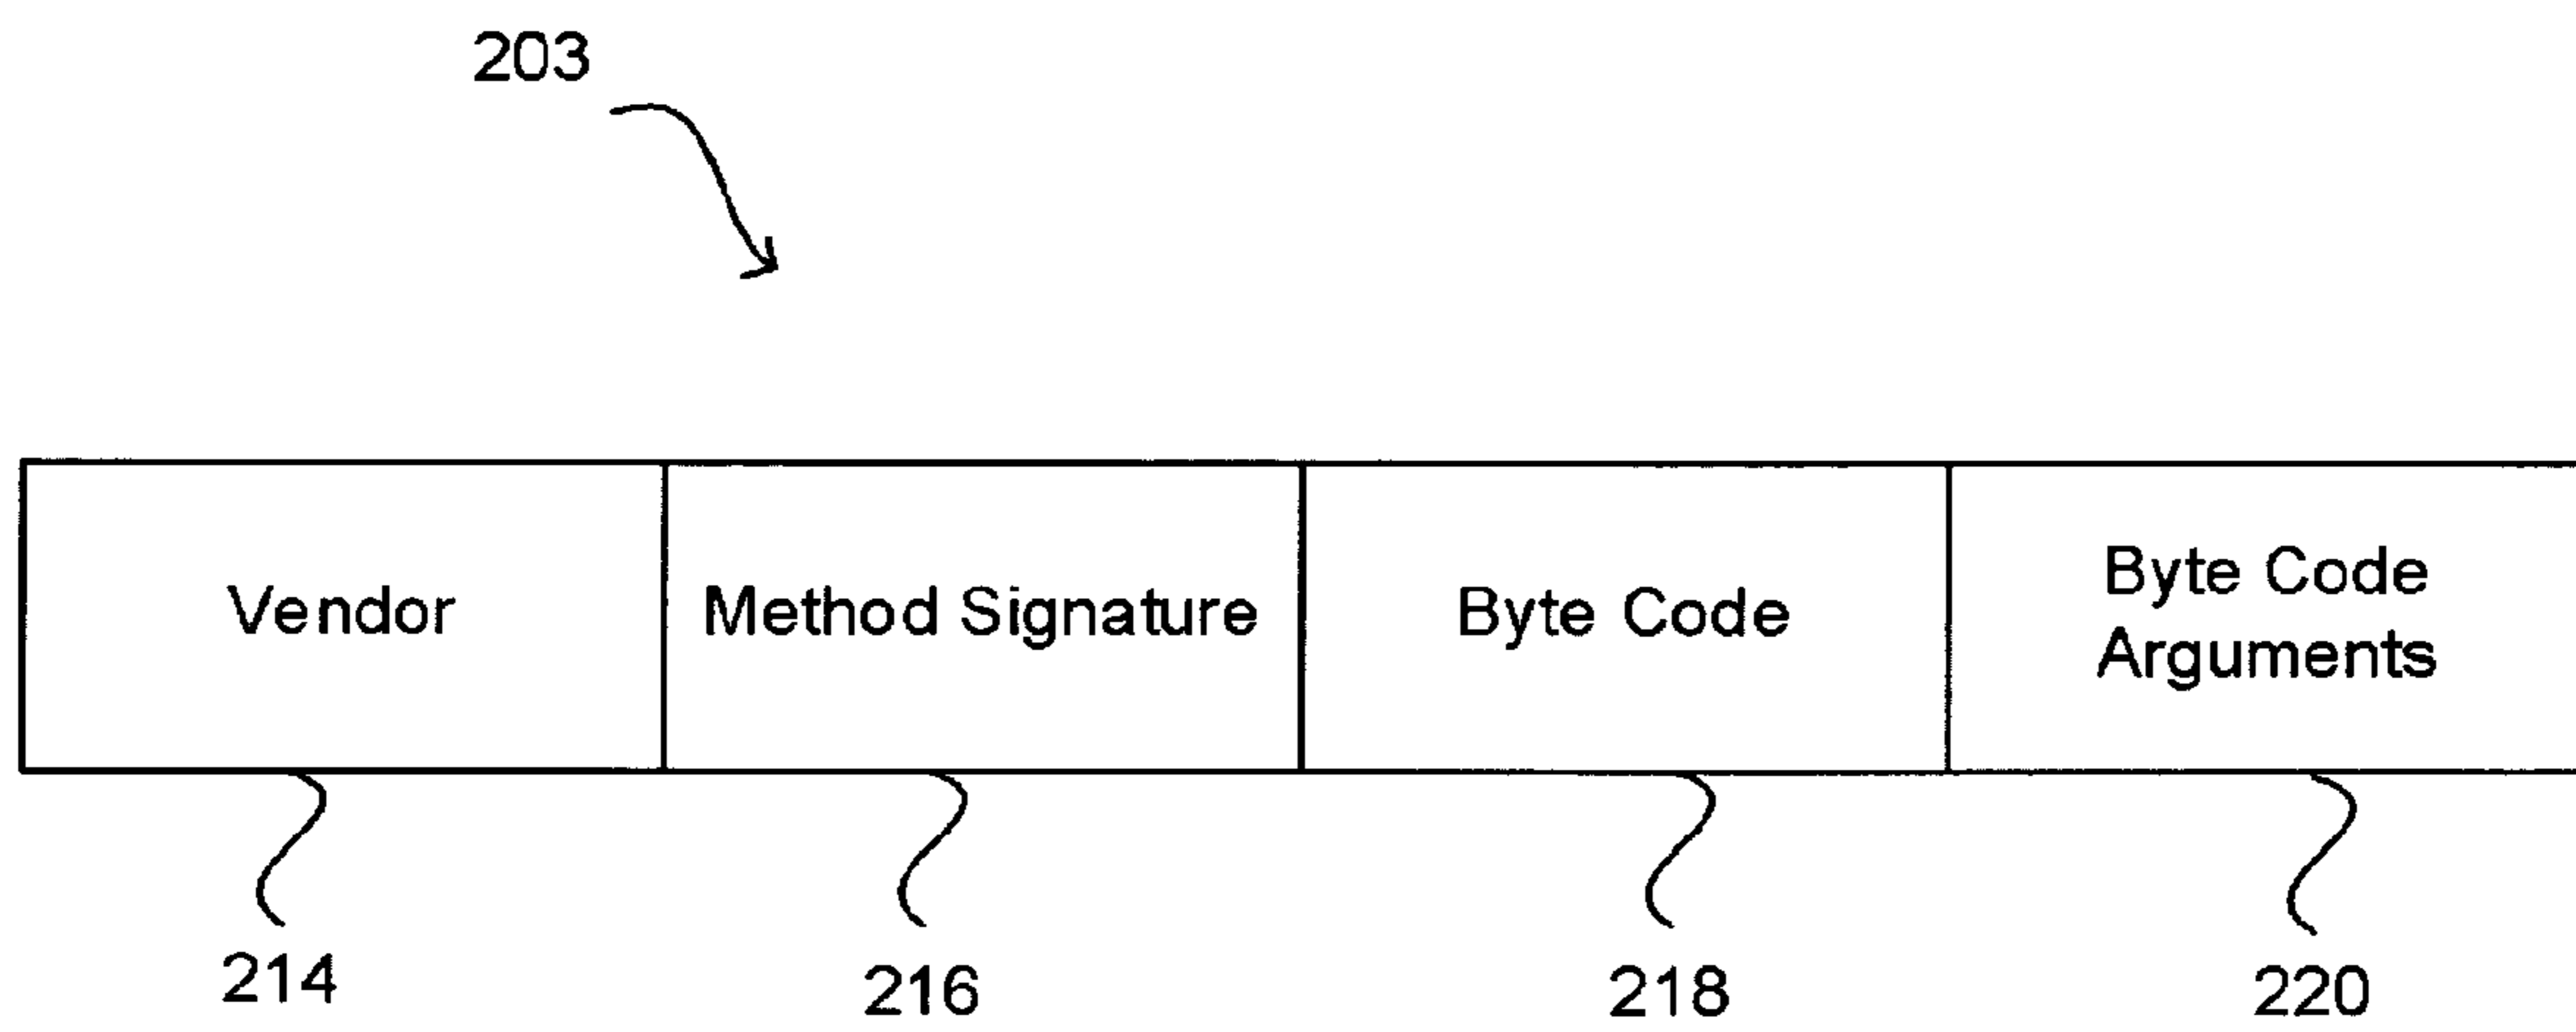 203
Vendor
Method Signature
Byte Code
Byte Code
Arguments
214
216
218
220